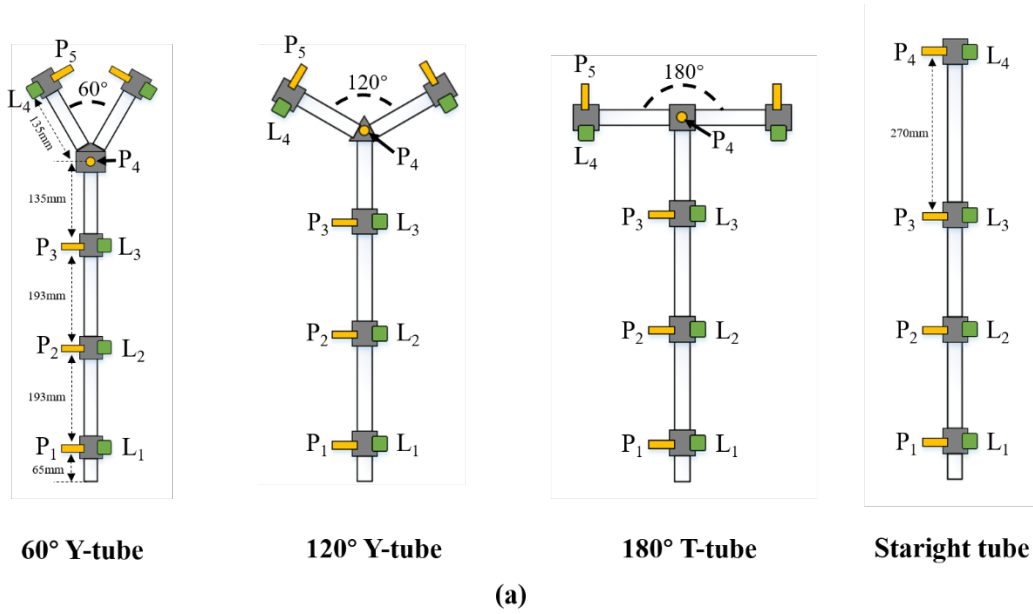 P₅
60°
L₄
135mm
P₄
135mm
P₃
L₃
193mm
P₂
L₂
193mm
P₁
L₁
65mm
60° Y-tube
P₅
120°
L₄
P₄
P₃
L₃
P₂
L₂
P₁
L₁
120° Y-tube
P₅
180°
L₄
P₄
P₃
L₃
P₂
L₂
P₁
L₁
180° T-tube
P₄
L₄
270mm
P₃
L₃
P₂
L₂
P₁
L₁
Staright tube
(a)